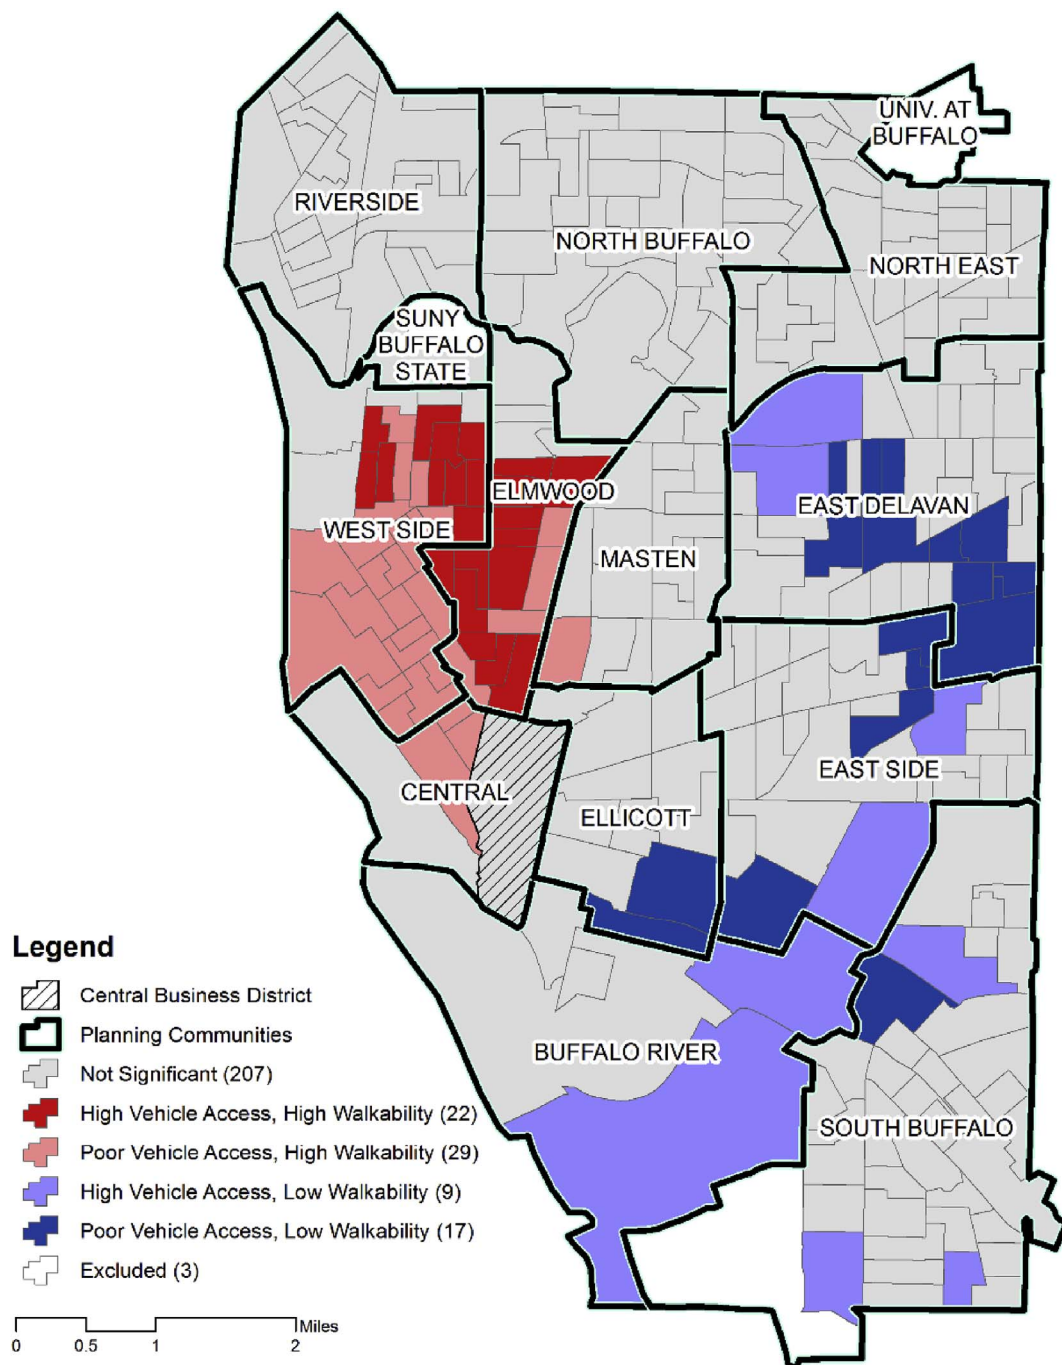 UNIV. AT
BUFFALO
RIVERSIDE
NORTH BUFFALO
NORTH EAST
SUNY
BUFFALO
STATE
ELMWOOD
EAST DELAVAN
WEST SIDE
MASTEN
EAST SIDE
CENTRAL
ELLICOTT
BUFFALO RIVER
SOUTH BUFFALO
Legend
Central Business District
Planning Communities
Not Significant (207)
High Vehicle Access, High Walkability (22)
Poor Vehicle Access, High Walkability (29)
High Vehicle Access, Low Walkability (9)
Poor Vehicle Access, Low Walkability (17)
Excluded (3)
Miles
0 0.5 1 2